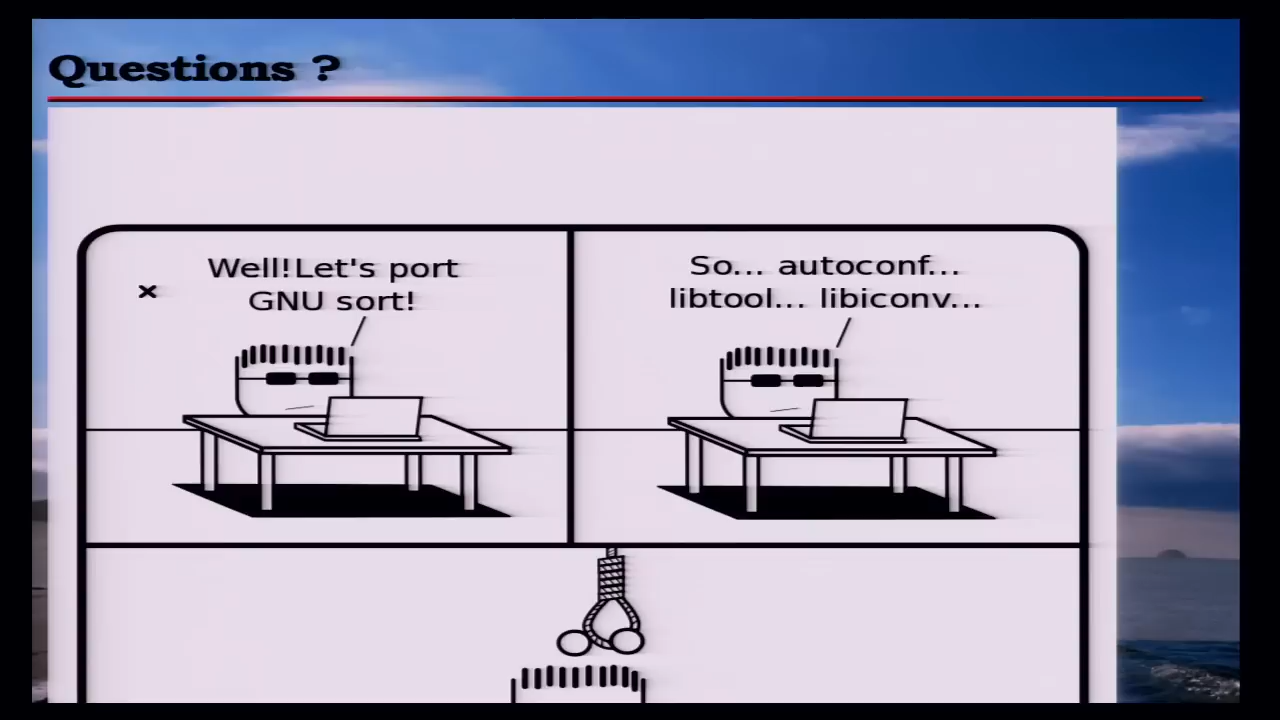 Questions ?
Well!Let's port
GNU sort!
So... autoconf...
libtool... libiconv...